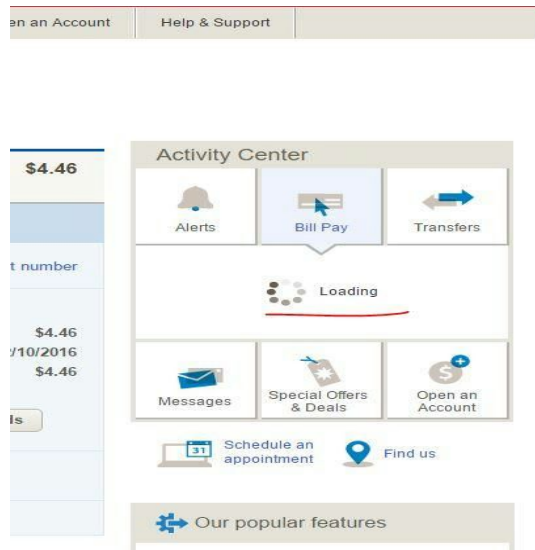 en an Account Help & Support
$4.46
t number
$4.46
/10/2016
$4.46
ls
Activity Center
Alerts Bill Pay Transfers
Loading
Messages Special Offers & Deals Open an Account
31
Schedule an appointment
Find us
Our popular features